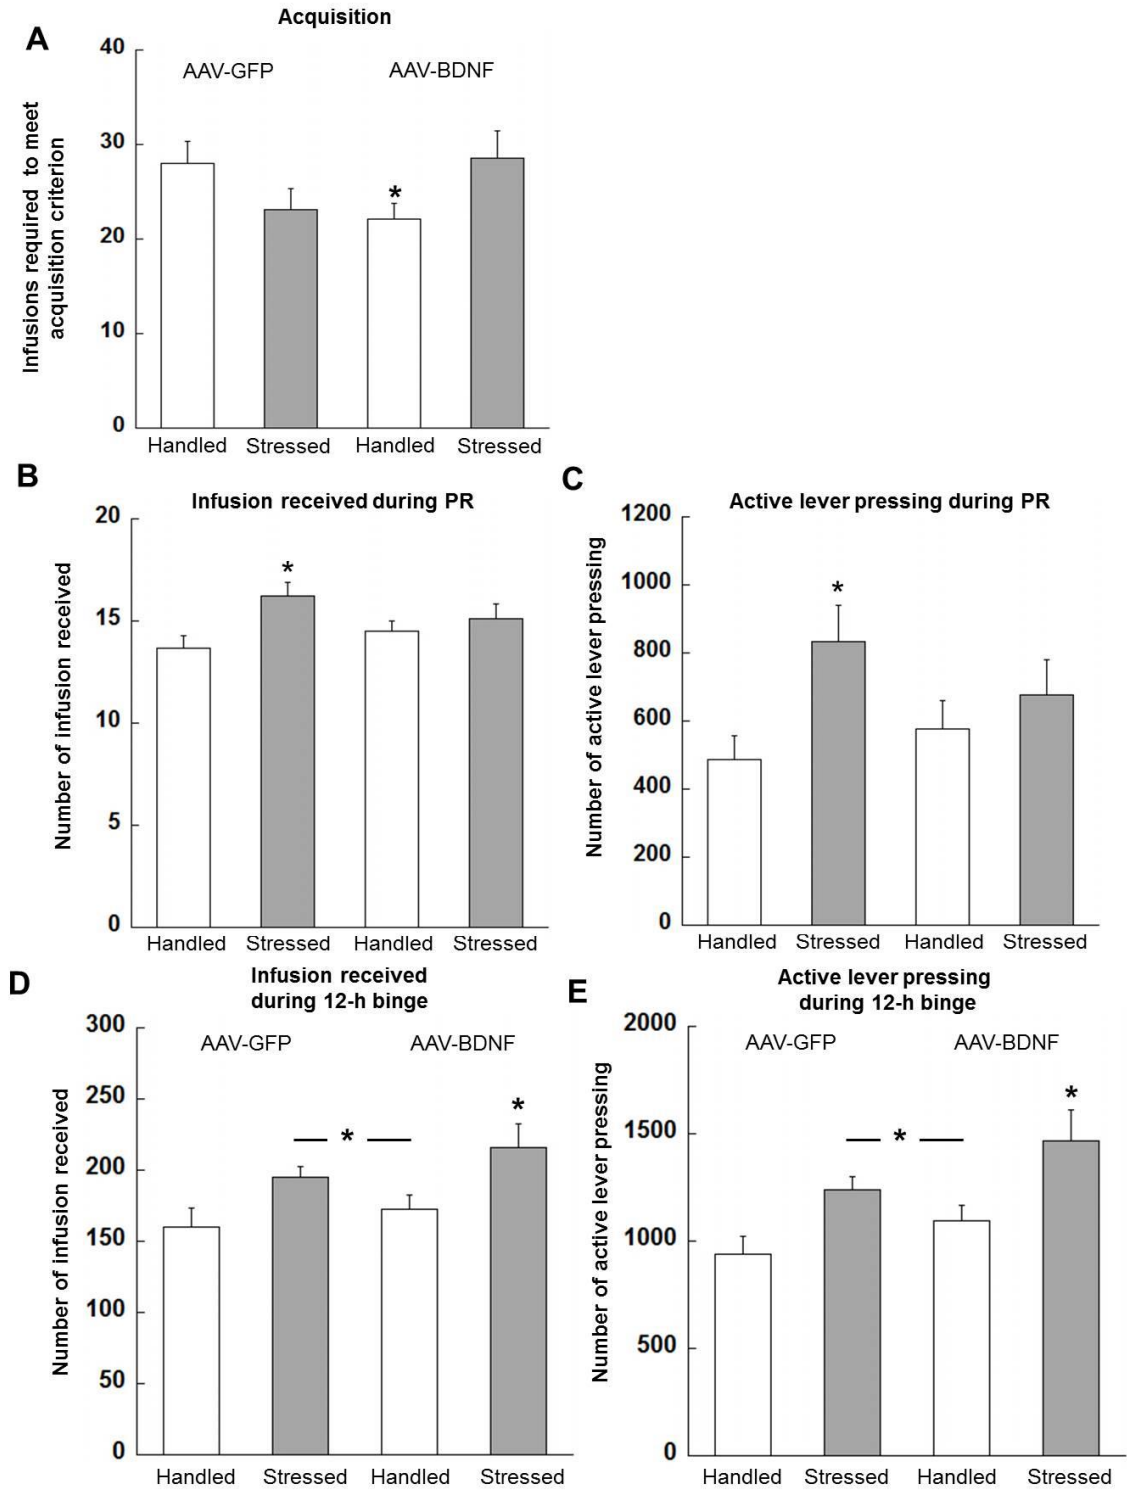 Acquisition
A
AAV-GFP AAV-BDNF
Infusions required to meet
acquisition criterion
40
30
20
10
0
*
Handled Stressed Handled Stressed
B
Infusion received during PR
Number of infusion received
20
15
10
5
0
*
Handled Stressed Handled Stressed
C
Active lever pressing during PR
Number of active lever pressing
1200
1000
800
600
400
200
0
*
Handled Stressed Handled Stressed
D
Infusion received
during 12-h binge
AAV-GFP AAV-BDNF
Number of infusion received
300
250
200
150
100
50
0
* *
Handled Stressed Handled Stressed
E
Active lever pressing
during 12-h binge
AAV-GFP AAV-BDNF
Number of active lever pressing
2000
1500
1000
500
0
* *
Handled Stressed Handled Stressed